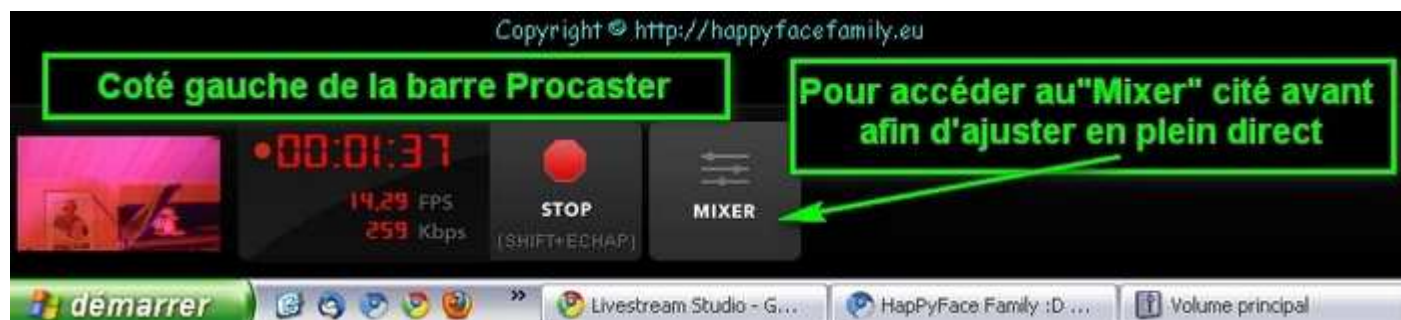 Copyright © http://happyfacefamily.eu
Coté gauche de la barre Procaster
Pour accéder au"Mixer" cité avant
afin d'ajuster en plein direct
00:01:37
14,29 FPS
259 Kbps
STOP
(SHIFT+ECHAP)
MIXER
démarrer
»
Livestream Studio - G...
HapPyFace Family :D ...
Volume principal